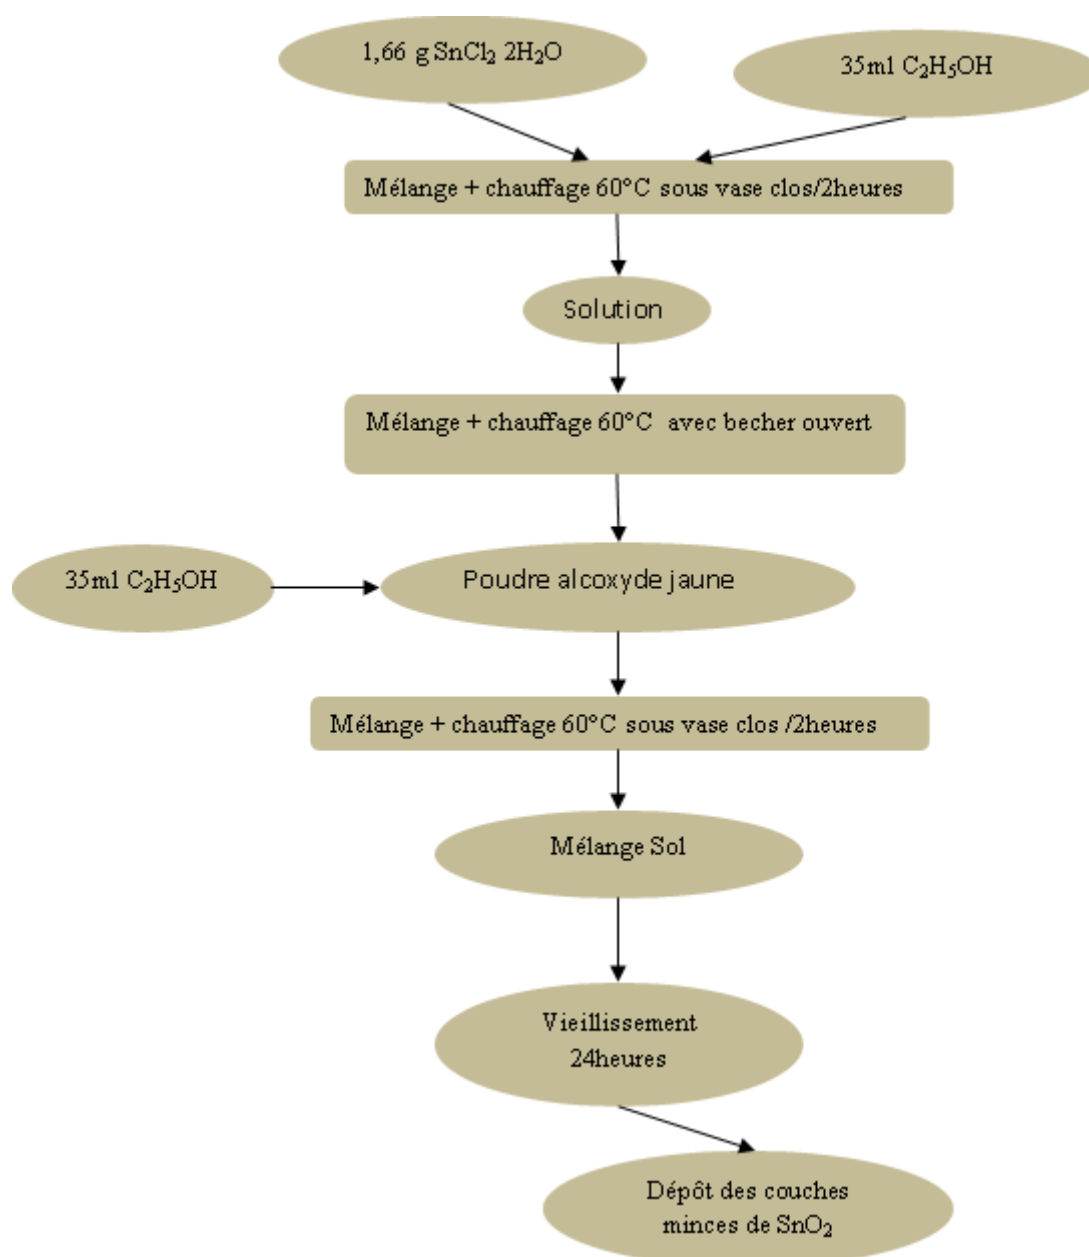 1,66 g SnCl₂ 2H₂O
35ml C₂H₅OH
Mélange + chauffage 60°C sous vase clos/2heures
Solution
Mélange + chauffage 60°C avec becher ouvert
35ml C₂H₅OH
Poudre alcoxyde jaune
Mélange + chauffage 60°C sous vase clos /2heures
Mélange Sol
Vieillissement
24heures
Dépôt des couches
minces de SnO₂